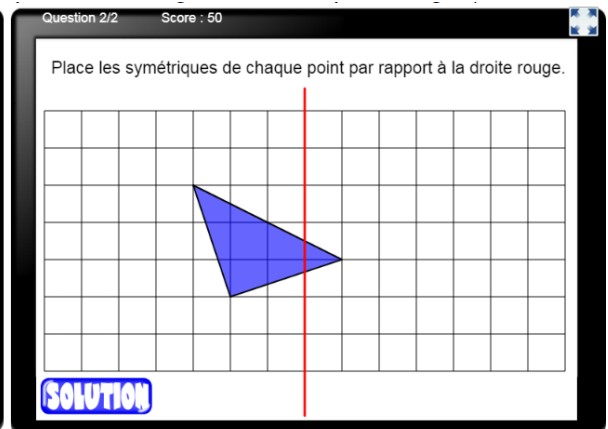 Question 2/2 Score : 50
Place les symétriques de chaque point par rapport à la droite rouge.
SOLUTION